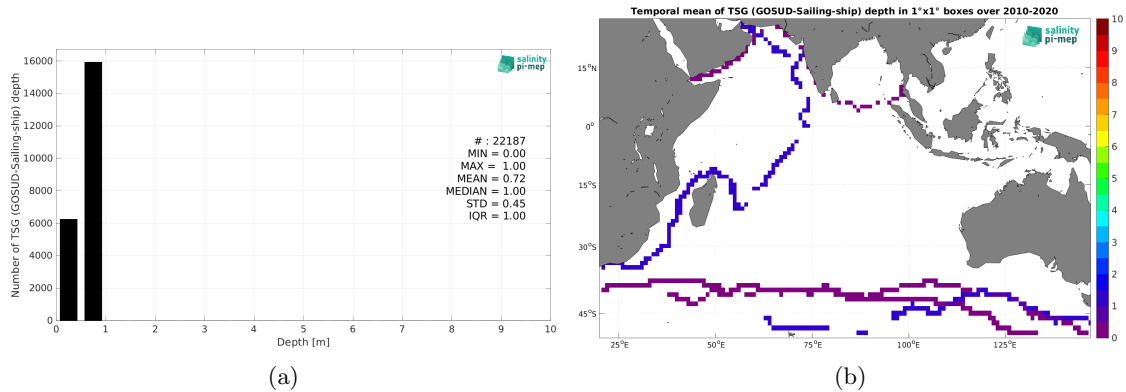 salinity
pi-mep
16000
14000
12000
10000
8000
6000
4000
2000
0
Number of TSG (GOSUD-Sailing-ship) depth
# : 22187
MIN = 0.00
MAX = 1.00
MEAN = 0.72
MEDIAN = 1.00
STD = 0.45
IQR = 1.00
0 1 2 3 4 5 6 7 8 9 10
Depth [m]
(a)
Temporal mean of TSG (GOSUD-Sailing-ship) depth in 1°x1° boxes over 2010-2020
salinity
pi-mep
15°N
0°
15°S
30°S
45°S
25°E 50°E 75°E 100°E 125°E
10
9
8
7
6
5
4
3
2
1
0
(b)